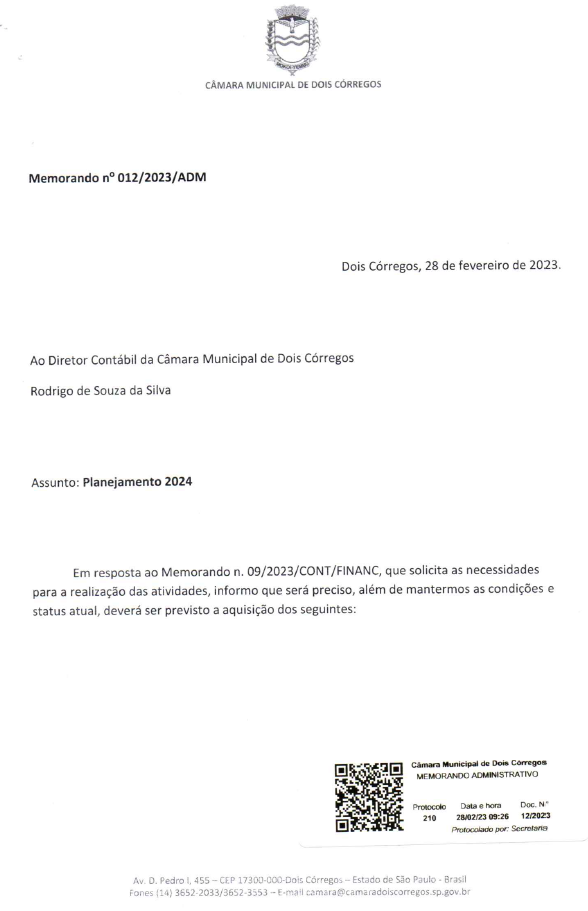 CÂMARA MUNICIPAL DE DOIS CÓRREGOS
Memorando nº 012/2023/ADM
Dois Córregos, 28 de fevereiro de 2023.
Ao Diretor Contábil da Câmara Municipal de Dois Córregos
Rodrigo de Souza da Silva
Assunto: Planejamento 2024
Em resposta ao Memorando n. 09/2023/CONT/FINANC, que solicita as necessidades
para a realização das atividades, informo que será preciso, além de mantermos as condições e
status atual, deverá ser previsto a aquisição dos seguintes:
Câmara Municipal de Dois Córregos
MEMORANDO ADMINISTRATIVO
Protocolo Data e hora Doc. N.º
210 28/02/23 09:26 12/2023
Protocolado por: Secretaria
Av. D. Pedro I, 455 – CEP 17300-000-Dois Córregos – Estado de São Paulo - Brasil
Fones (14) 3652-2033/3652-3553 – E-mail camara@camaradoiscorregos.sp.gov.br